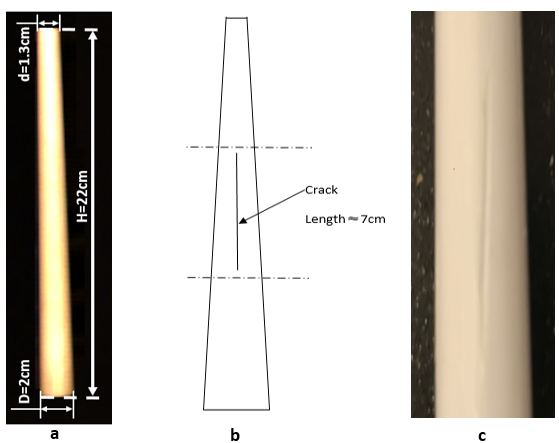 d=1.3cm
H=22cm
D=2cm
a
Crack
Length ≈ 7cm
b
c